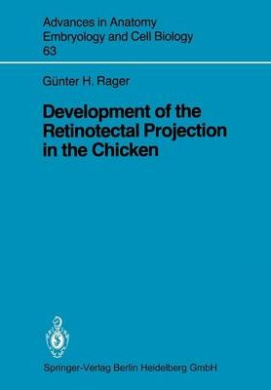 Advances in Anatomy
Embryology and Cell Biology
63
Günter H. Rager
Development of the
Retinotectal Projection
in the Chicken
Springer-Verlag Berlin Heidelberg GmbH